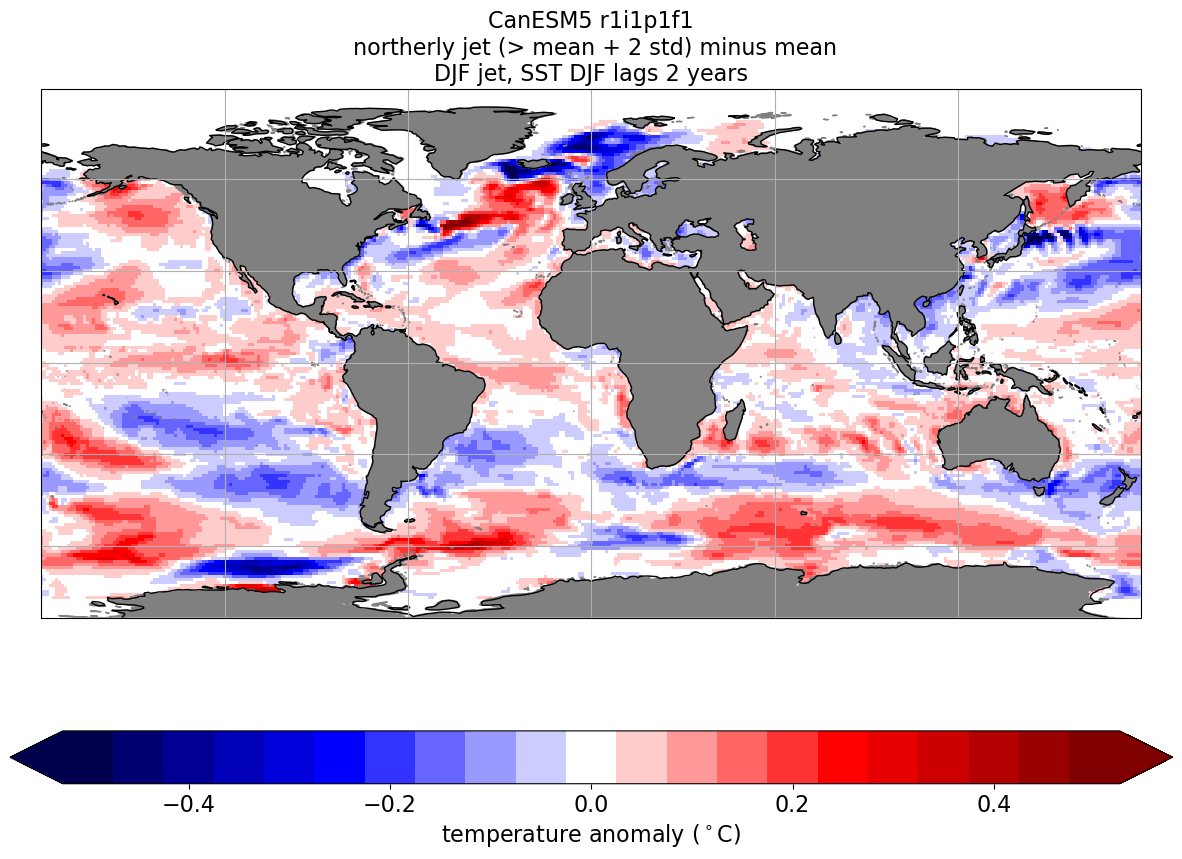 CanESM5 r1i1p1f1
northerly jet (> mean + 2 std) minus mean
DJF jet, SST DJF lags 2 years
−0.4 −0.2 0.0 0.2 0.4
temperature anomaly (°C)